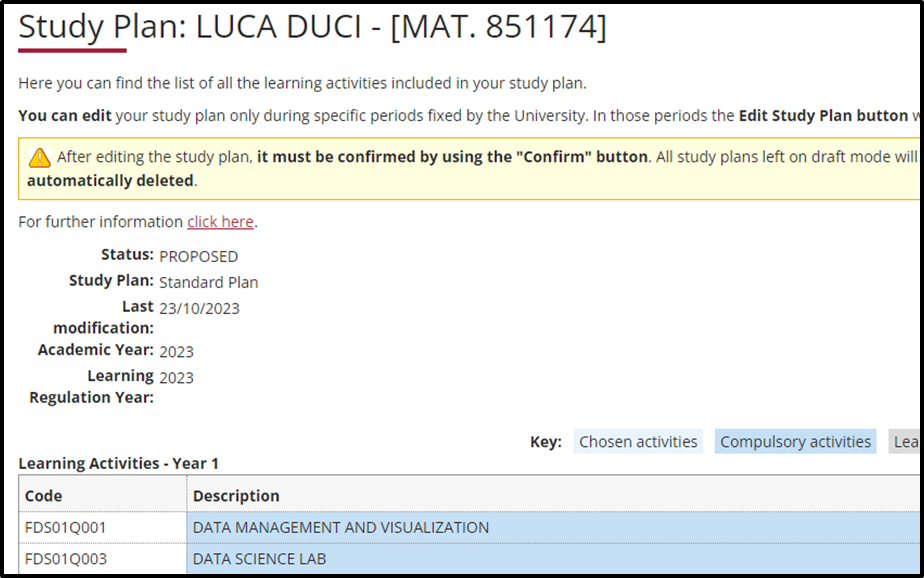 Study Plan: LUCA DUCI - [MAT. 851174]
Here you can find the list of all the learning activities included in your study plan.
You can edit your study plan only during specific periods fixed by the University. In those periods the Edit Study Plan button
After editing the study plan, it must be confirmed by using the "Confirm" button. All study plans left on draft mode will
automatically deleted.
For further information click here.
Status: PROPOSED
Study Plan: Standard Plan
Last 23/10/2023
modification:
Academic Year: 2023
Learning 2023
Regulation Year:
Key: Chosen activities Compulsory activities Lea
Learning Activities - Year 1
Code Description
FDS01Q001 DATA MANAGEMENT AND VISUALIZATION
FDS01Q003 DATA SCIENCE LAB